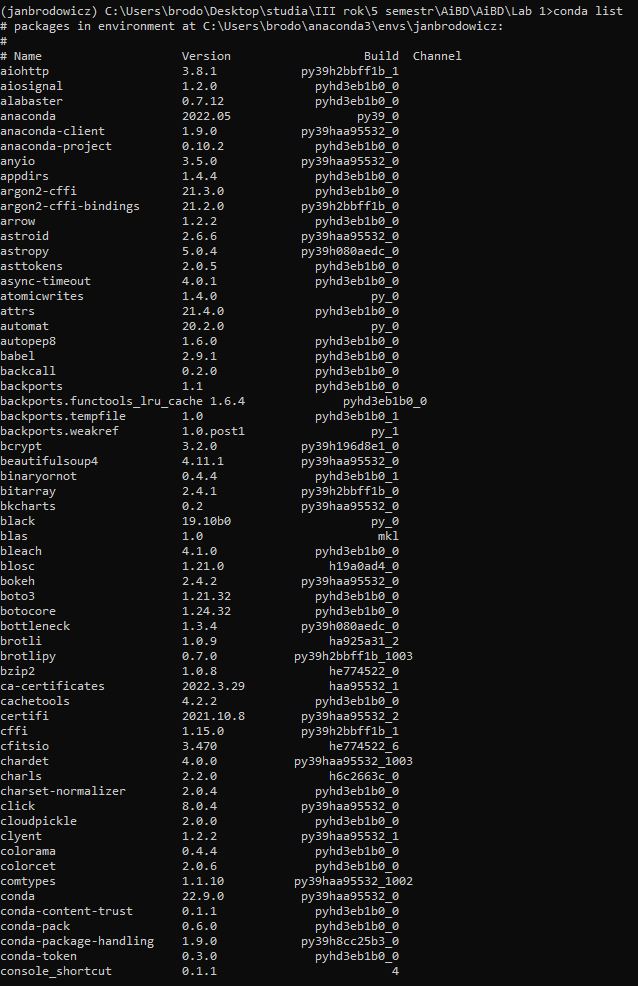 (janbrodowicz) C:\Users\brodo\Desktop\studia\III rok\5 semestr\AiBD\AiBD\Lab 1>conda list
# packages in environment at C:\Users\brodo\anaconda3\envs\janbrodowicz:
#
# Name                    Version                   Build  Channel
aiohttp                   3.8.1            py39h2bbff1b_1
aiosignal                 1.2.0              pyhd3eb1b0_0
alabaster                 0.7.12             pyhd3eb1b0_0
anaconda                  2022.05                  py39_0
anaconda-client           1.9.0            py39haa95532_0
anaconda-project          0.10.2             pyhd3eb1b0_0
anyio                     3.5.0            py39haa95532_0
appdirs                   1.4.4              pyhd3eb1b0_0
argon2-cffi               21.3.0             pyhd3eb1b0_0
argon2-cffi-bindings      21.2.0           py39h2bbff1b_0
arrow                     1.2.2              pyhd3eb1b0_0
astroid                   2.6.6            py39haa95532_0
astropy                   5.0.4            py39h080aedc_0
asttokens                 2.0.5              pyhd3eb1b0_0
async-timeout             4.0.1              pyhd3eb1b0_0
atomicwrites              1.4.0                      py_0
attrs                     21.4.0             pyhd3eb1b0_0
automat                   20.2.0                     py_0
autopep8                  1.6.0              pyhd3eb1b0_0
babel                     2.9.1              pyhd3eb1b0_0
backcall                  0.2.0              pyhd3eb1b0_0
backports                 1.1                pyhd3eb1b0_0
backports.functools_lru_cache 1.6.4              pyhd3eb1b0_0
backports.tempfile        1.0                pyhd3eb1b0_1
backports.weakref         1.0.post1                  py_1
bcrypt                    3.2.0            py39h196d8e1_0
beautifulsoup4            4.11.1           py39haa95532_0
binaryornot               0.4.4              pyhd3eb1b0_1
bitarray                  2.4.1            py39h2bbff1b_0
bkcharts                  0.2              py39haa95532_0
black                     19.10b0                    py_0
blas                      1.0                         mkl
bleach                    4.1.0              pyhd3eb1b0_0
blosc                     1.21.0               h19a0ad4_0
bokeh                     2.4.2            py39haa95532_0
boto3                     1.21.32            pyhd3eb1b0_0
botocore                  1.24.32            pyhd3eb1b0_0
bottleneck                1.3.4            py39h080aedc_0
brotli                    1.0.9                ha925a31_2
brotlipy                  0.7.0           py39h2bbff1b_1003
bzip2                     1.0.8                he774522_0
ca-certificates           2022.3.29            haa95532_1
cachetools                4.2.2              pyhd3eb1b0_0
certifi                   2021.10.8        py39haa95532_2
cffi                      1.15.0           py39h2bbff1b_1
cfitsio                   3.470                he774522_6
chardet                   4.0.0           py39haa95532_1003
charls                    2.2.0                h6c2663c_0
charset-normalizer        2.0.4              pyhd3eb1b0_0
click                     8.0.4            py39haa95532_0
cloudpickle               2.0.0              pyhd3eb1b0_0
clyent                    1.2.2            py39haa95532_1
colorama                  0.4.4              pyhd3eb1b0_0
colorcet                  2.0.6              pyhd3eb1b0_0
comtypes                  1.1.10          py39haa95532_1002
conda                     22.9.0           py39haa95532_0
conda-content-trust       0.1.1              pyhd3eb1b0_0
conda-pack                0.6.0              pyhd3eb1b0_0
conda-package-handling    1.9.0            py39h8cc25b3_0
conda-token               0.3.0              pyhd3eb1b0_0
console_shortcut          0.1.1                         4